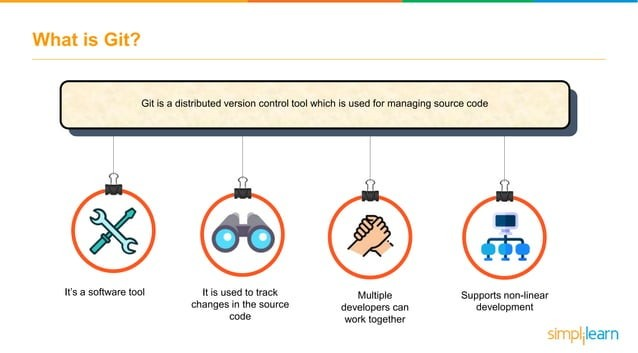 What is Git?
Git is a distributed version control tool which is used for managing source code
It's a software tool
It is used to track
changes in the source
code
Multiple
developers can
work together
Supports non-linear
development
simplilearn